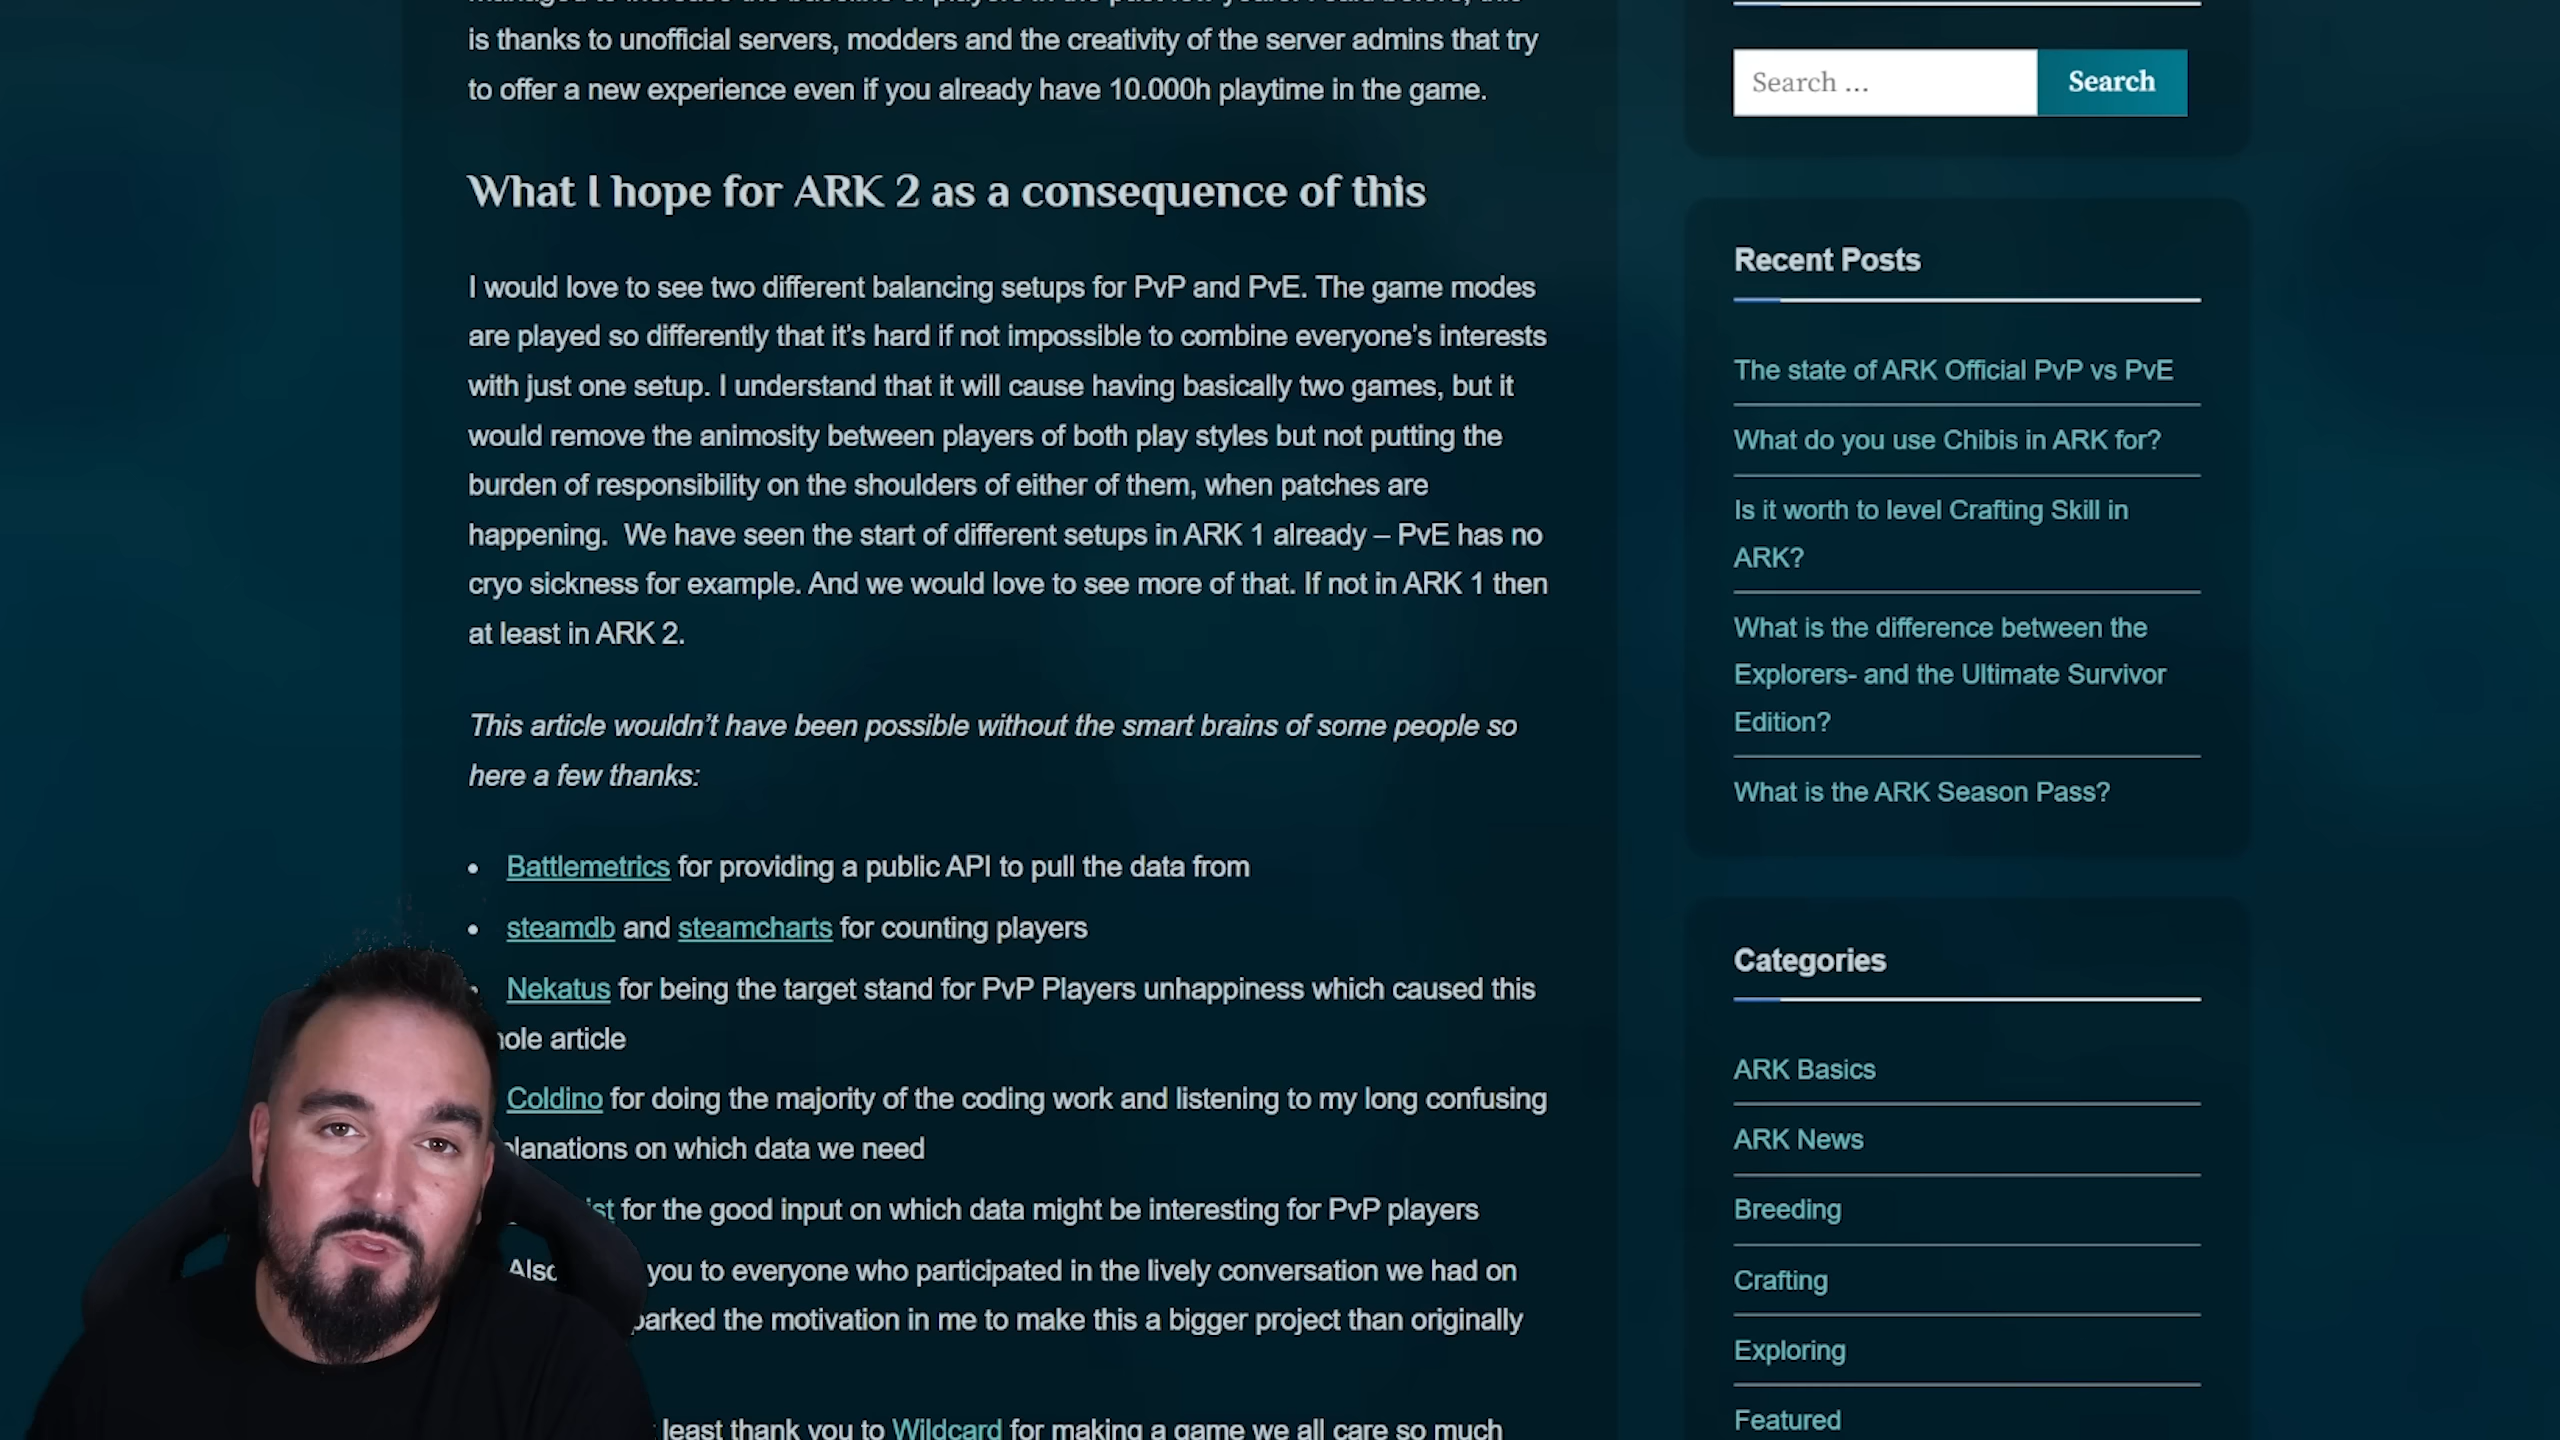 is thanks to unofficial servers, modders and the creativity of the server admins that try
to offer a new experience even if you already have 10.000h playtime in the game.
What I hope for ARK 2 as a consequence of this
I would love to see two different balancing setups for PvP and PvE. The game modes
are played so differently that it's hard if not impossible to combine everyone's interests
with just one setup. I understand that it will cause having basically two games, but it
would remove the animosity between players of both play styles but not putting the
burden of responsibility on the shoulders of either of them, when patches are
happening.  We have seen the start of different setups in ARK 1 already – PvE has no
cryo sickness for example. And we would love to see more of that. If not in ARK 1 then
at least in ARK 2.
This article wouldn't have been possible without the smart brains of some people so
here a few thanks:
• Battlemetrics for providing a public API to pull the data from
• steamdb and steamcharts for counting players
• Nekatus for being the target stand for PvP Players unhappiness which caused this
article
Coldino for doing the majority of the coding work and listening to my long confusing
on which data we need
for the good input on which data might be interesting for PvP players
you to everyone who participated in the lively conversation we had on
the motivation in me to make this a bigger project than originally
least thank you to Wildcard for making a game we all care so much
Search ...
Search
Recent Posts
The state of ARK Official PvP vs PvE
What do you use Chibis in ARK for?
Is it worth to level Crafting Skill in
ARK?
What is the difference between the
Explorers- and the Ultimate Survivor
Edition?
What is the ARK Season Pass?
Categories
ARK Basics
ARK News
Breeding
Crafting
Exploring
Featured